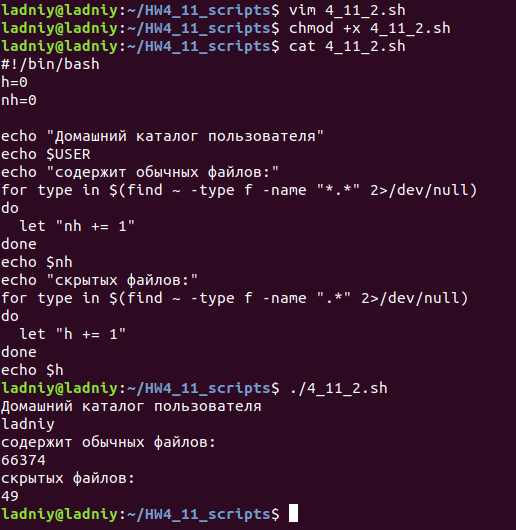 ladniy@ladniy:~/HW4_11_scripts$ vim 4_11_2.sh
ladniy@ladniy:~/HW4_11_scripts$ chmod +x 4_11_2.sh
ladniy@ladniy:~/HW4_11_scripts$ cat 4_11_2.sh
#!/bin/bash
h=0
nh=0

echo "Домашний каталог пользователя"
echo $USER
echo "содержит обычных файлов:"
for type in $(find ~ -type f -name "*.*" 2>/dev/null)
do
  let "nh += 1"
done
echo $nh
echo "скрытых файлов:"
for type in $(find ~ -type f -name ".*" 2>/dev/null)
do
  let "h += 1"
done
echo $h
ladniy@ladniy:~/HW4_11_scripts$ ./4_11_2.sh
Домашний каталог пользователя
ladniy
содержит обычных файлов:
66374
скрытых файлов:
49
ladniy@ladniy:~/HW4_11_scripts$